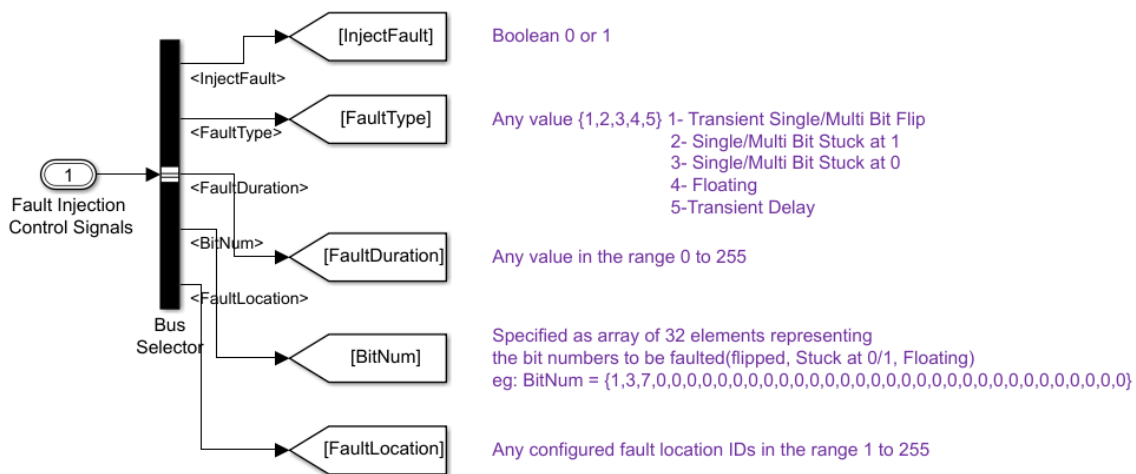 [InjectFault]
Boolean 0 or 1
<InjectFault>
[FaultType]
Any value {1,2,3,4,5} 1- Transient Single/Multi Bit Flip
<FaultType>
2- Single/Multi Bit Stuck at 1
3- Single/Multi Bit Stuck at 0
4- Floating
5-Transient Delay
1
Fault Injection
Control Signals
<FaultDuration>
<BitNum>
[FaultDuration]
Any value in the range 0 to 255
<FaultLocation>
Bus
Selector
[BitNum]
Specified as array of 32 elements representing
the bit numbers to be faulted(flipped, Stuck at 0/1, Floating)
eg: BitNum = {1,3,7,0,0,0,0,0,0,0,0,0,0,0,0,0,0,0,0,0,0,0,0,0,0,0,0,0,0,0,0,0}
[FaultLocation]
Any configured fault location IDs in the range 1 to 255